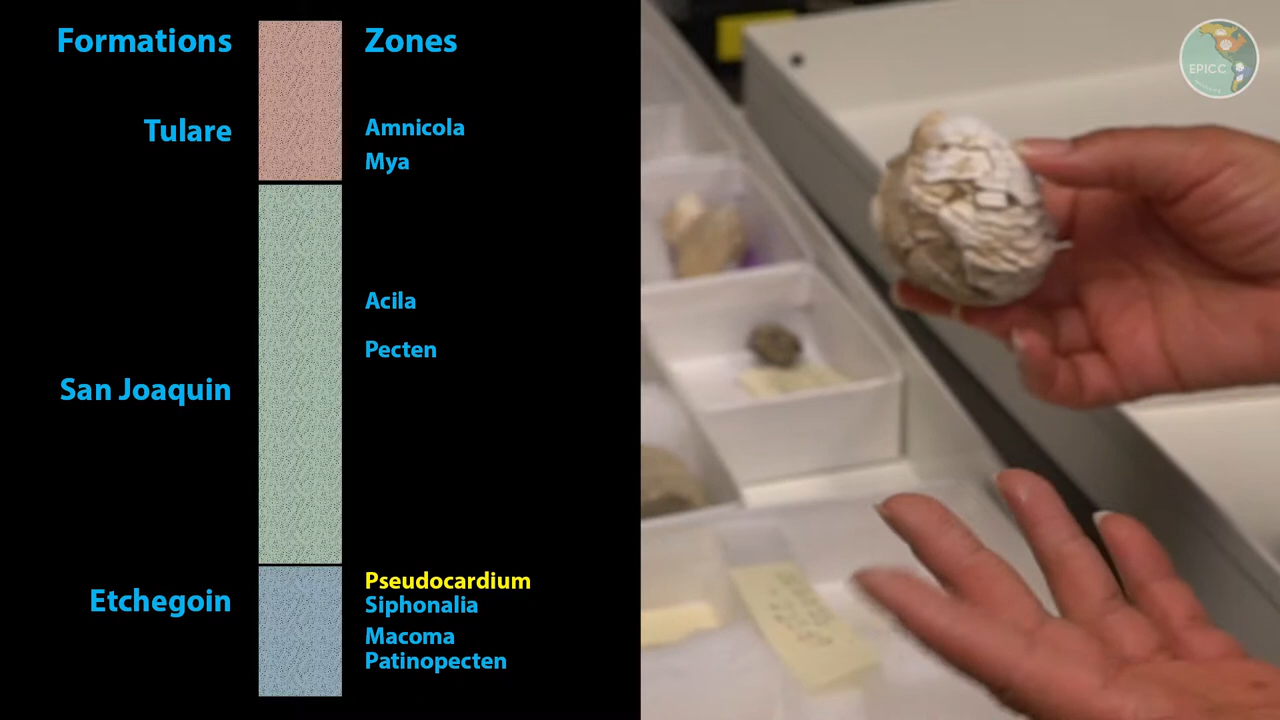 Formations
Zones
Tulare
Amnicola
Mya
Acila
Pecten
San Joaquin
Pseudocardium
Etchegoin
Siphonalia
Macoma
Patinopecten
EPICC